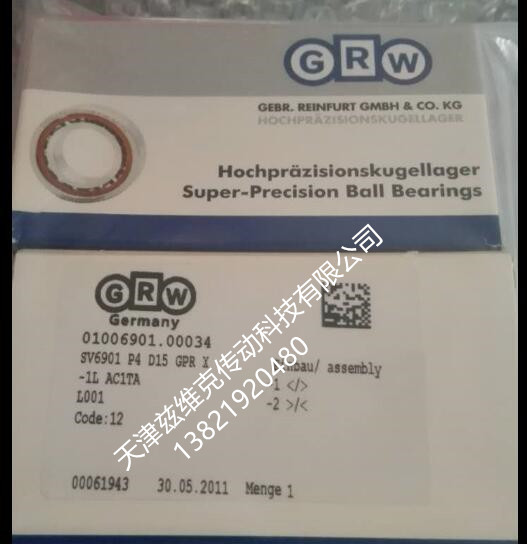 GRW
GEBR. REINFURT GMBH & CO. KG
HOCHPRÄZISIONSKUGELLAGER
Hochpräzisionskugellager
Super-Precision Ball Bearings
GRW
Germany
01006901.00034
SV6901 P4 D15 GPR X
-1L AC1TA
L001
Code:12
assembly
1 </>
-2 >/<
00061943 30.05.2011 Menge 1
天津兹维克传动科技有限公司
13821920480